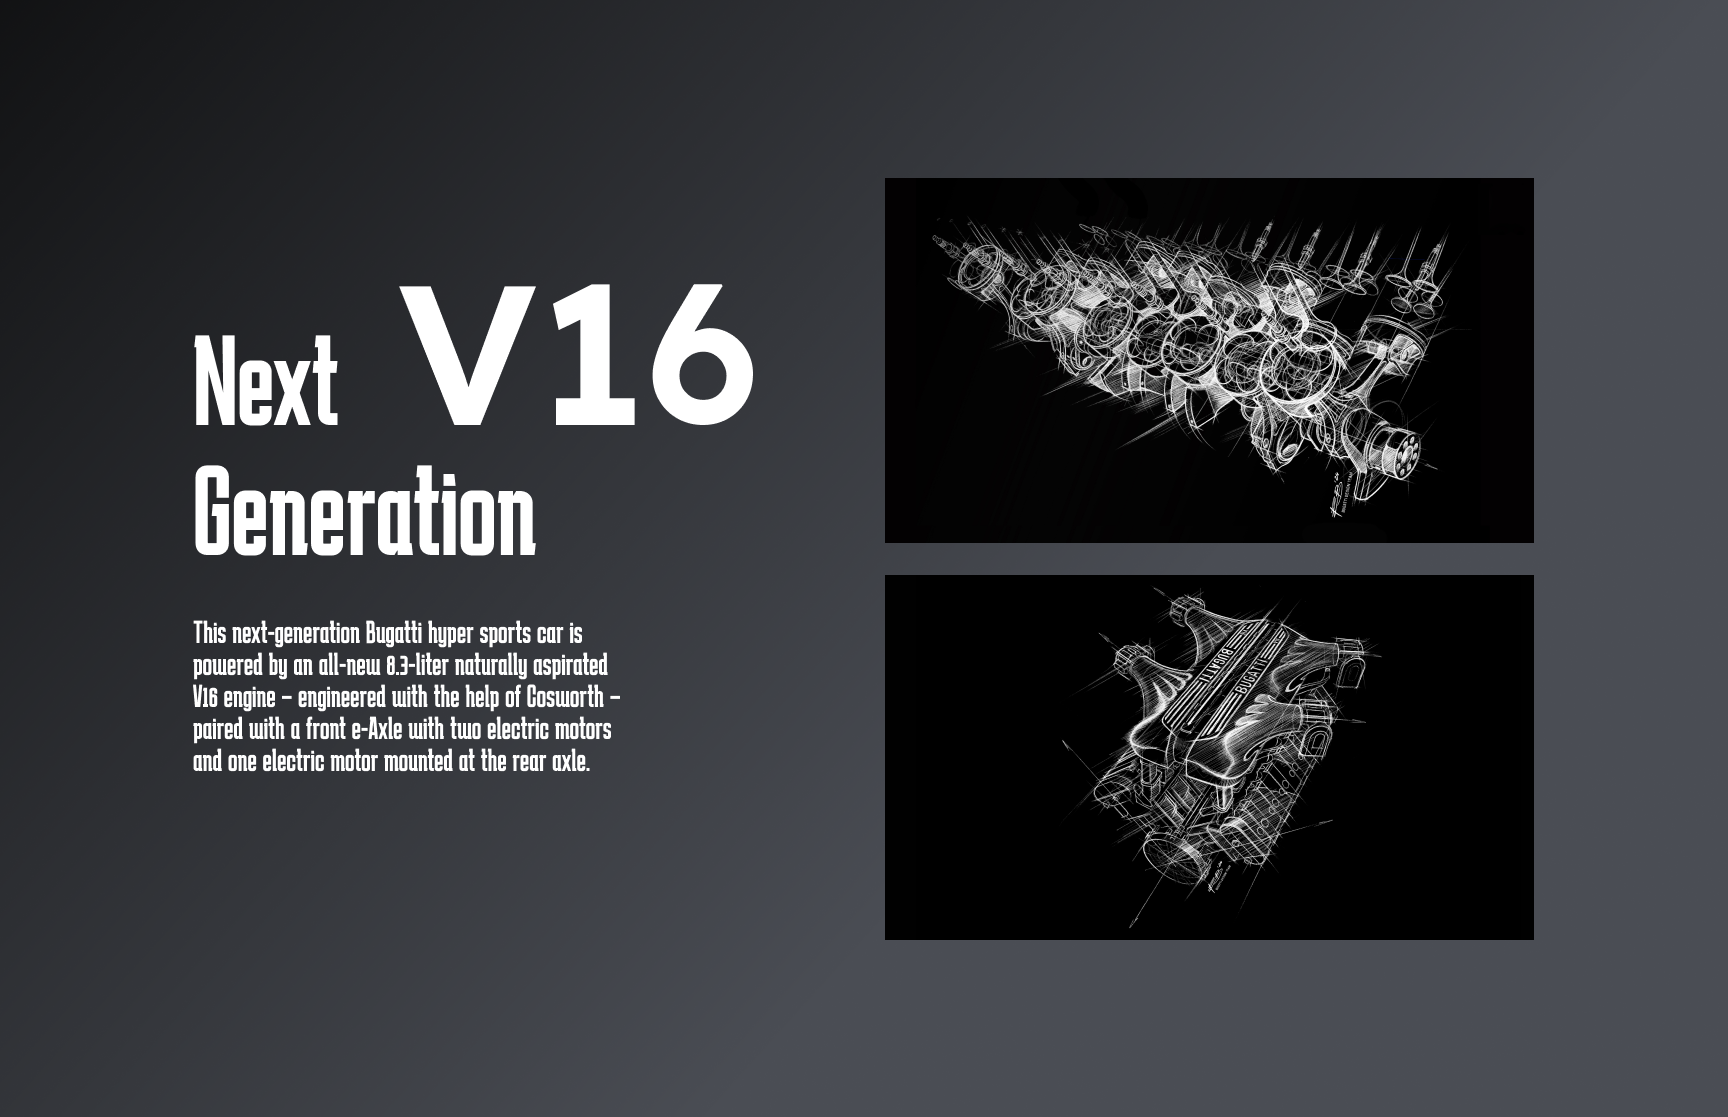 Next V16
Generation
This next-generation Bugatti hyper sports car is
powered by an all-new 8.3-liter naturally aspirated
V16 engine – engineered with the help of Cosworth –
paired with a front e-Axle with two electric motors
and one electric motor mounted at the rear axle.
BUGATTI
BUGATTI